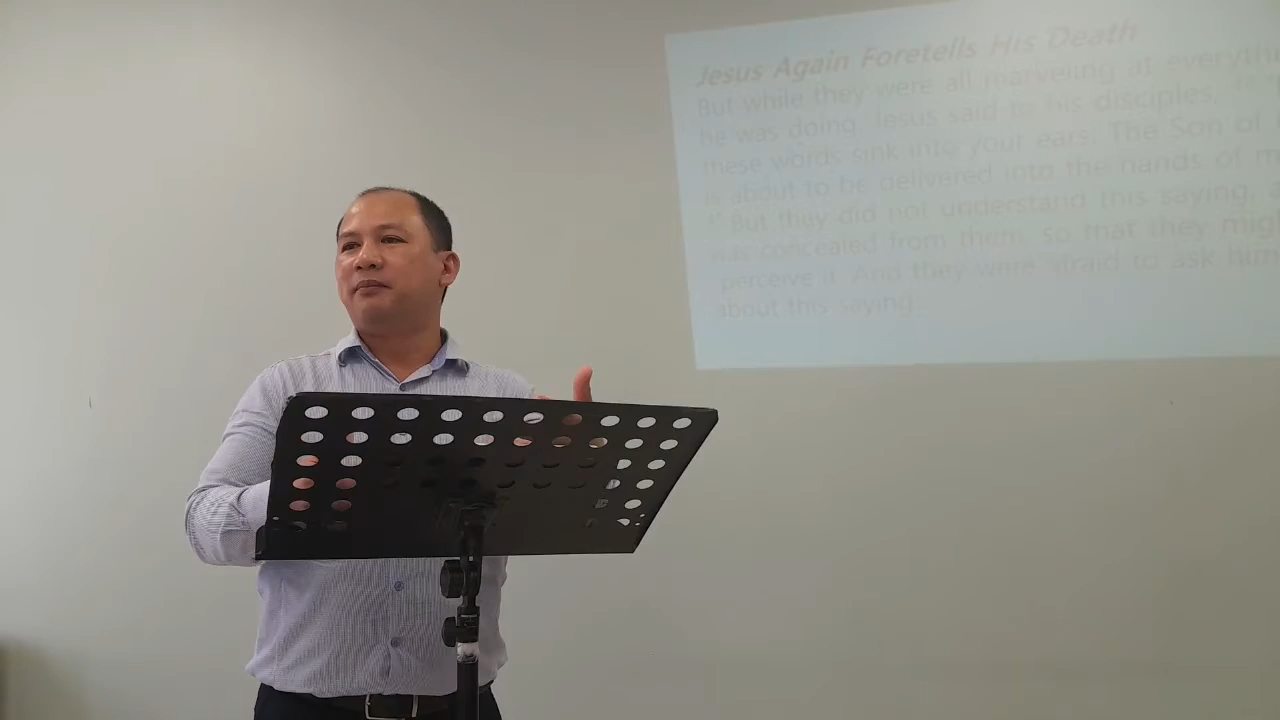 Jesus Again Foretells His Death
But while they were all marveling at everything
he was doing, Jesus said to his disciples,
these words sink into your ears: The Son of
is about to be delivered into the hands of
But they did not understand this saying,
was concealed from them, so that they
perceive it. And they were afraid to ask him
about this saying.